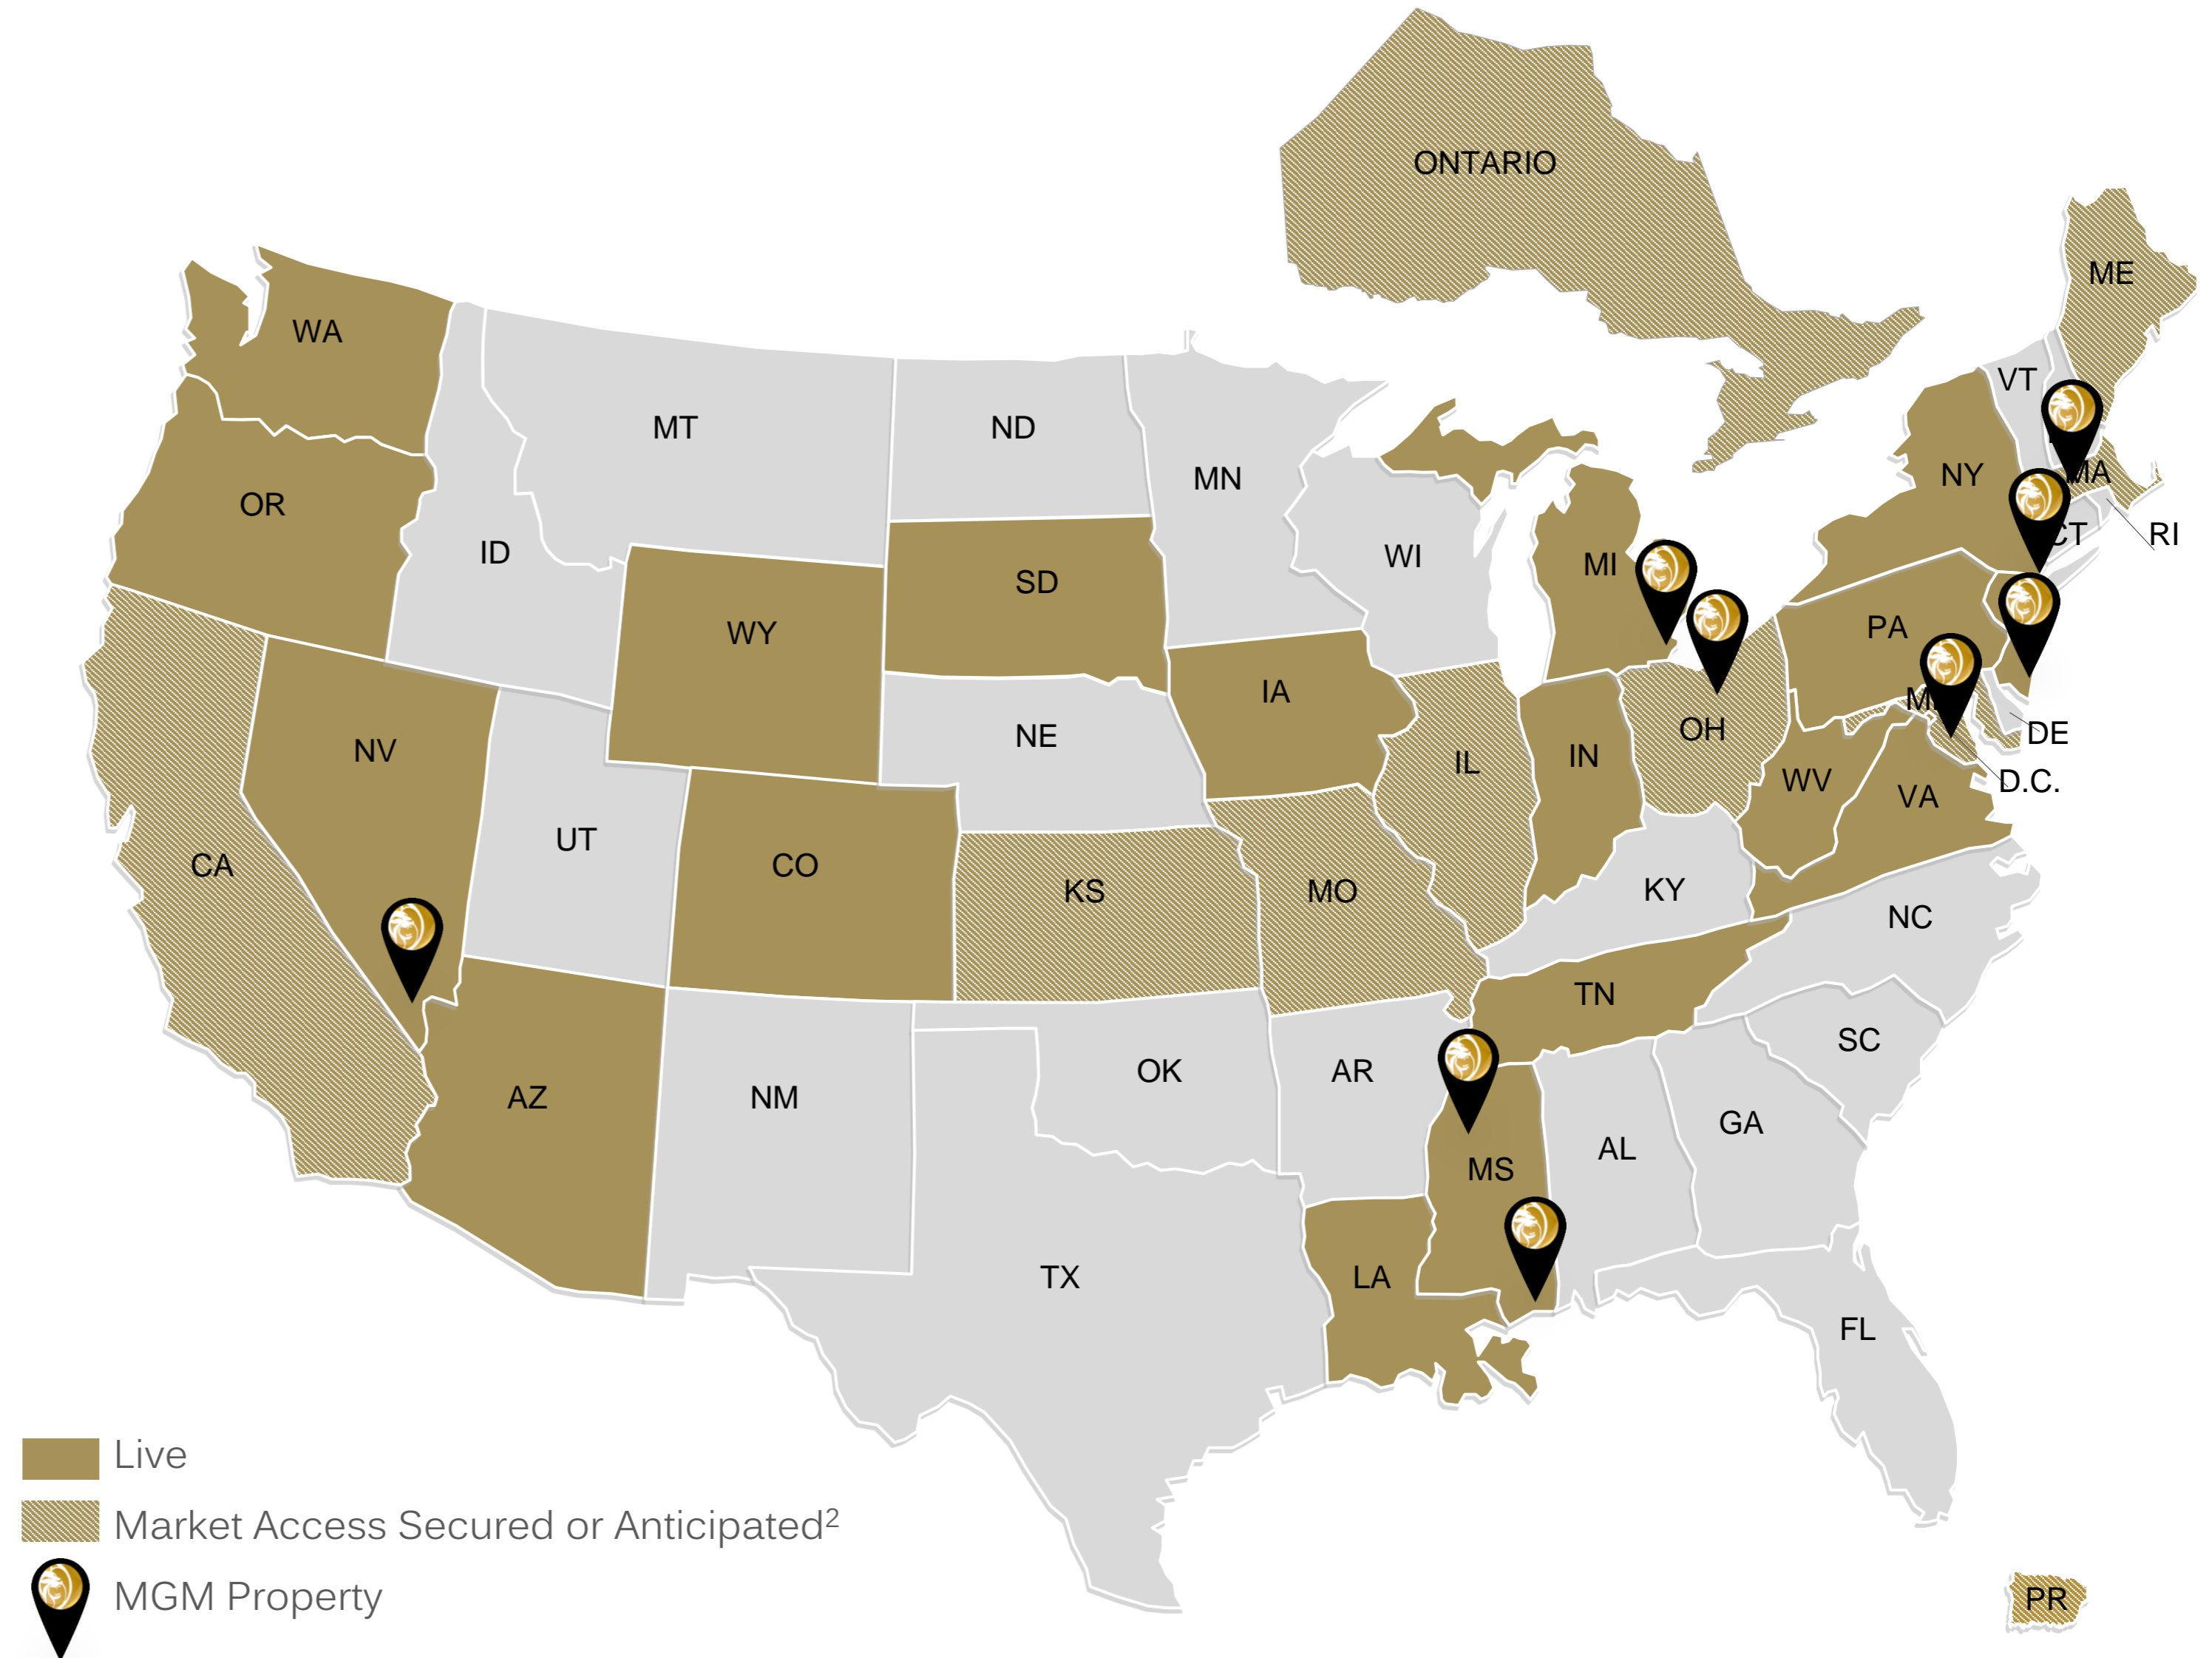 ONTARIO
ME
WA
VT
MT
ND
MN
NY
MA
OR
ID
WI
MI
CT
RI
SD
WY
PA
IA
NV
NE
IL
IN
OH
DE
WV
VA
D.C.
UT
CO
CA
KS
MO
KY
NC
TN
SC
AZ
NM
OK
AR
GA
AL
MS
TX
LA
FL
Live
Market Access Secured or Anticipated2
MGM Property
PR